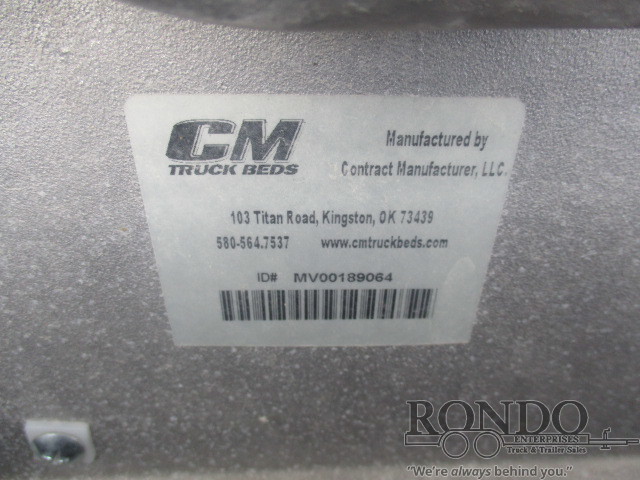 CM
TRUCK BEDS
Manufactured by
Contract Manufacturer, LLC.
103 Titan Road, Kingston, OK 73439
580-564.7537 www.cmtruckbeds.com
ID# MV00189064
RONDO
ENTERPRISES
Truck & Trailer Sales
"We're always behind you."